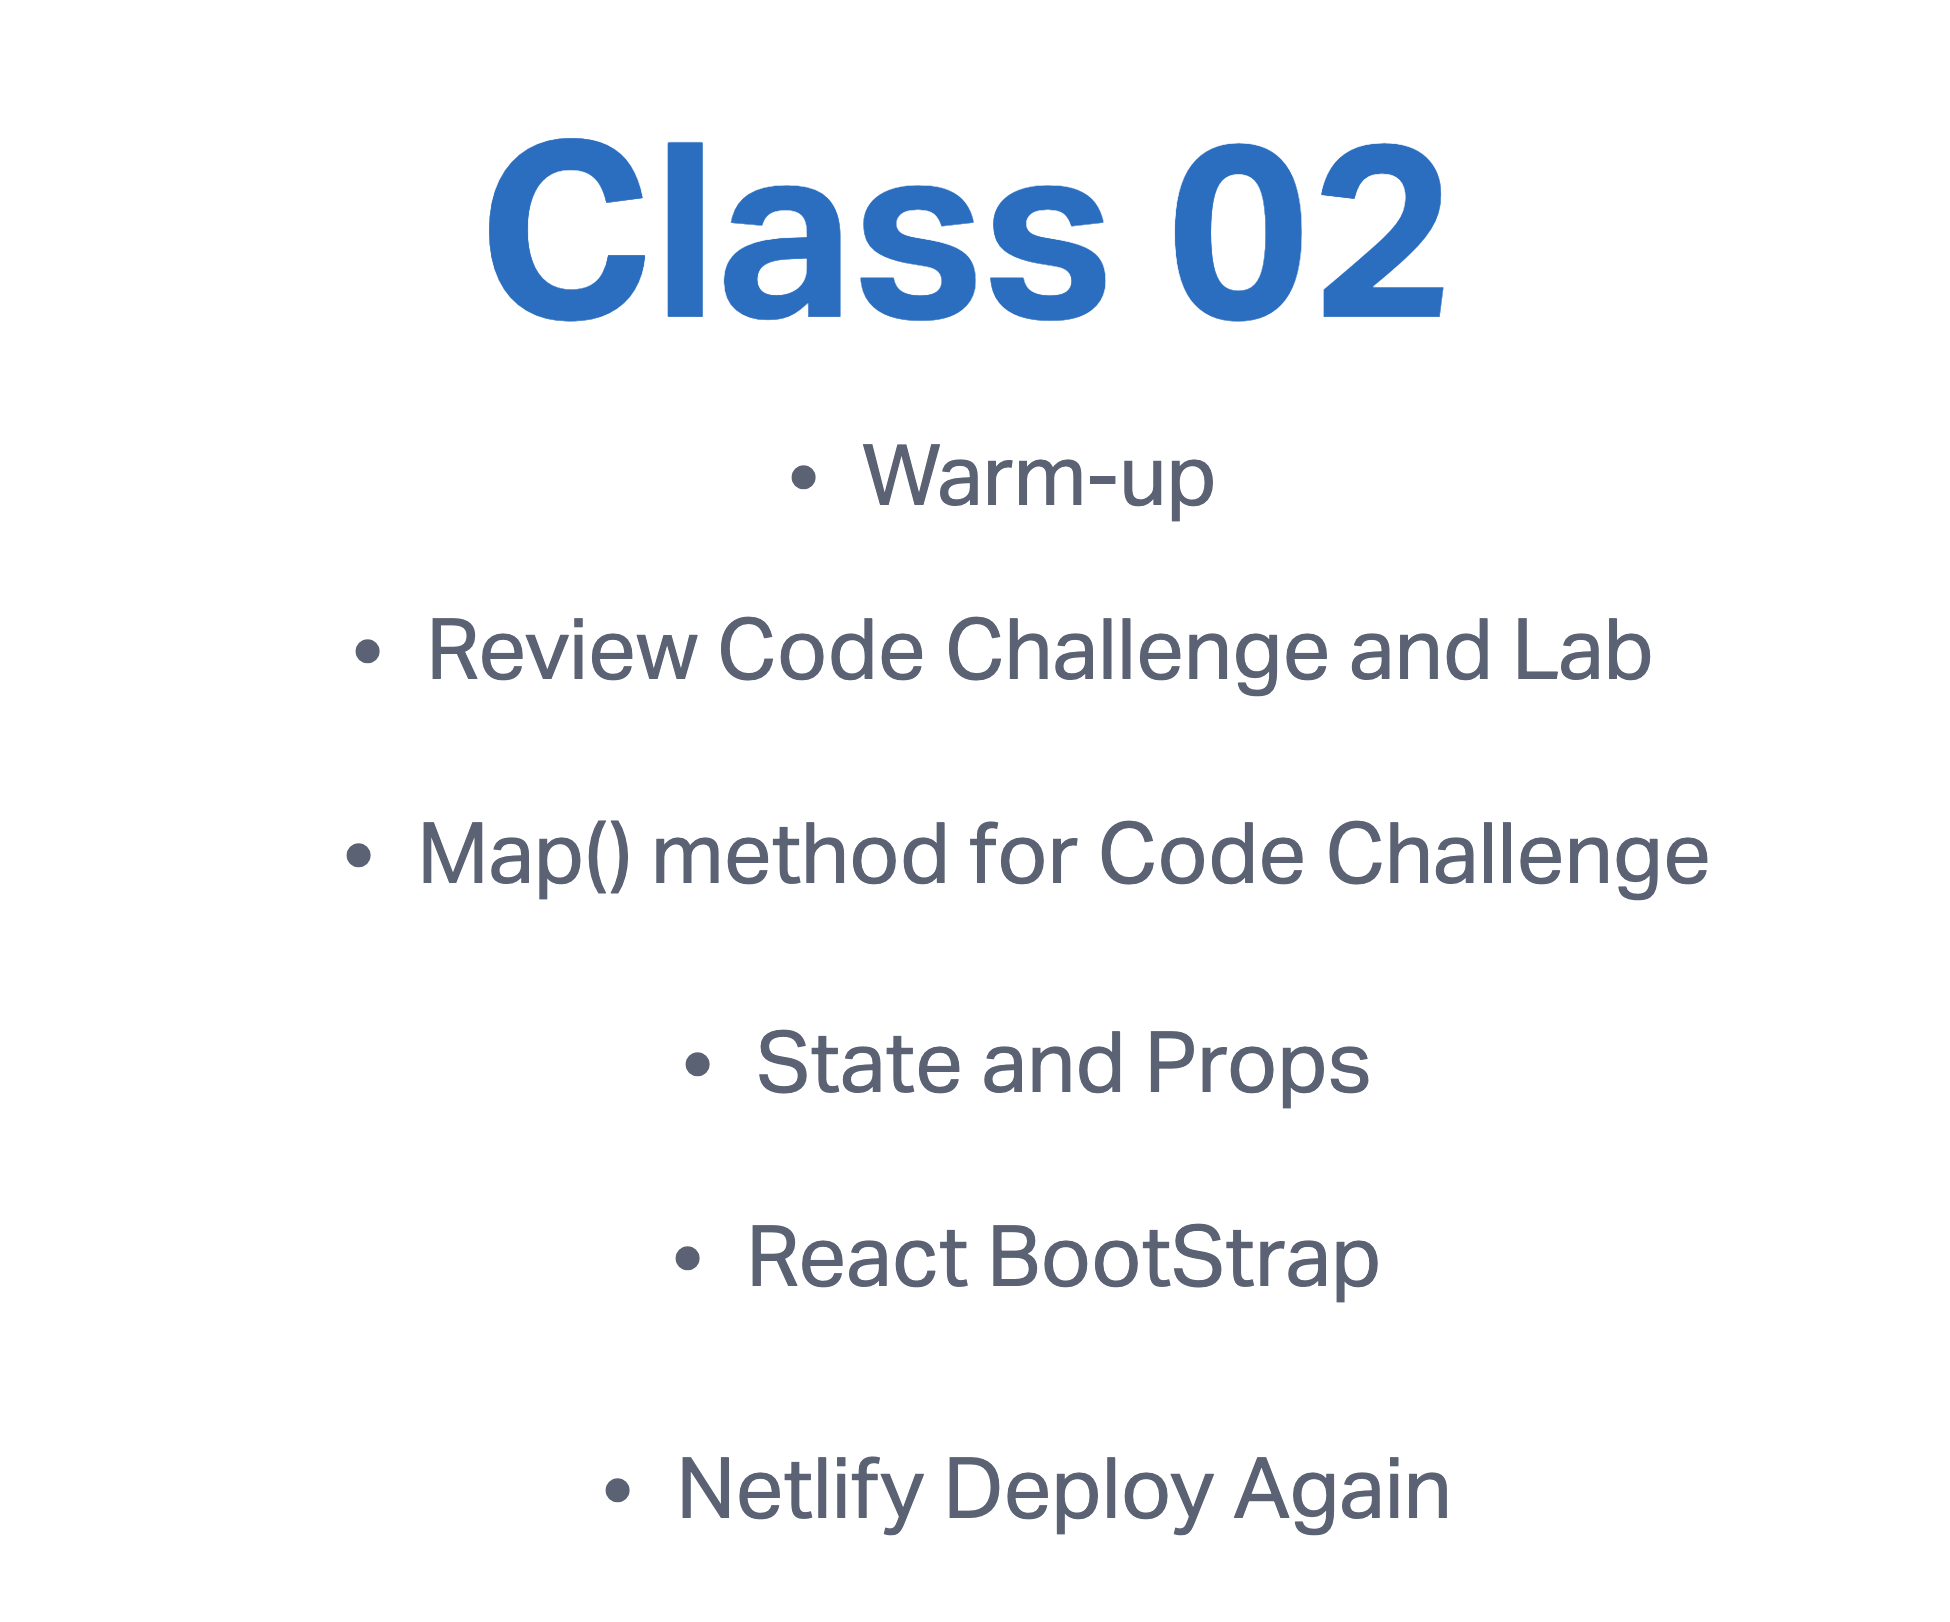 Class 02
• Warm-up
• Review Code Challenge and Lab
• Map() method for Code Challenge
• State and Props
• React BootStrap
• Netlify Deploy Again